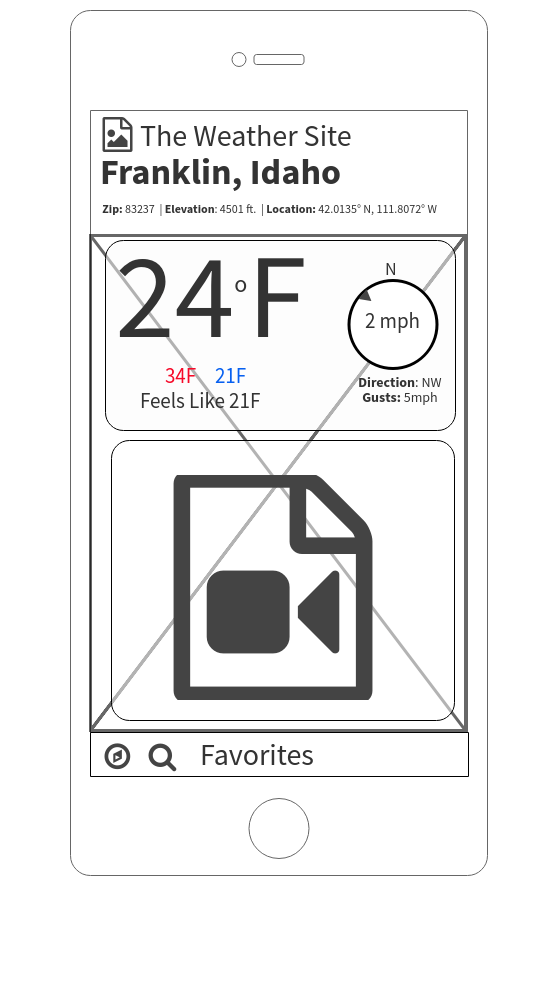 The Weather Site
Franklin, Idaho
Zip: 83237 | Elevation: 4501 ft. | Location: 42.0135° N, 111.8072° W
24°F
34F 21F
Feels Like 21F
N
2 mph
Direction: NW
Gusts: 5mph
Favorites